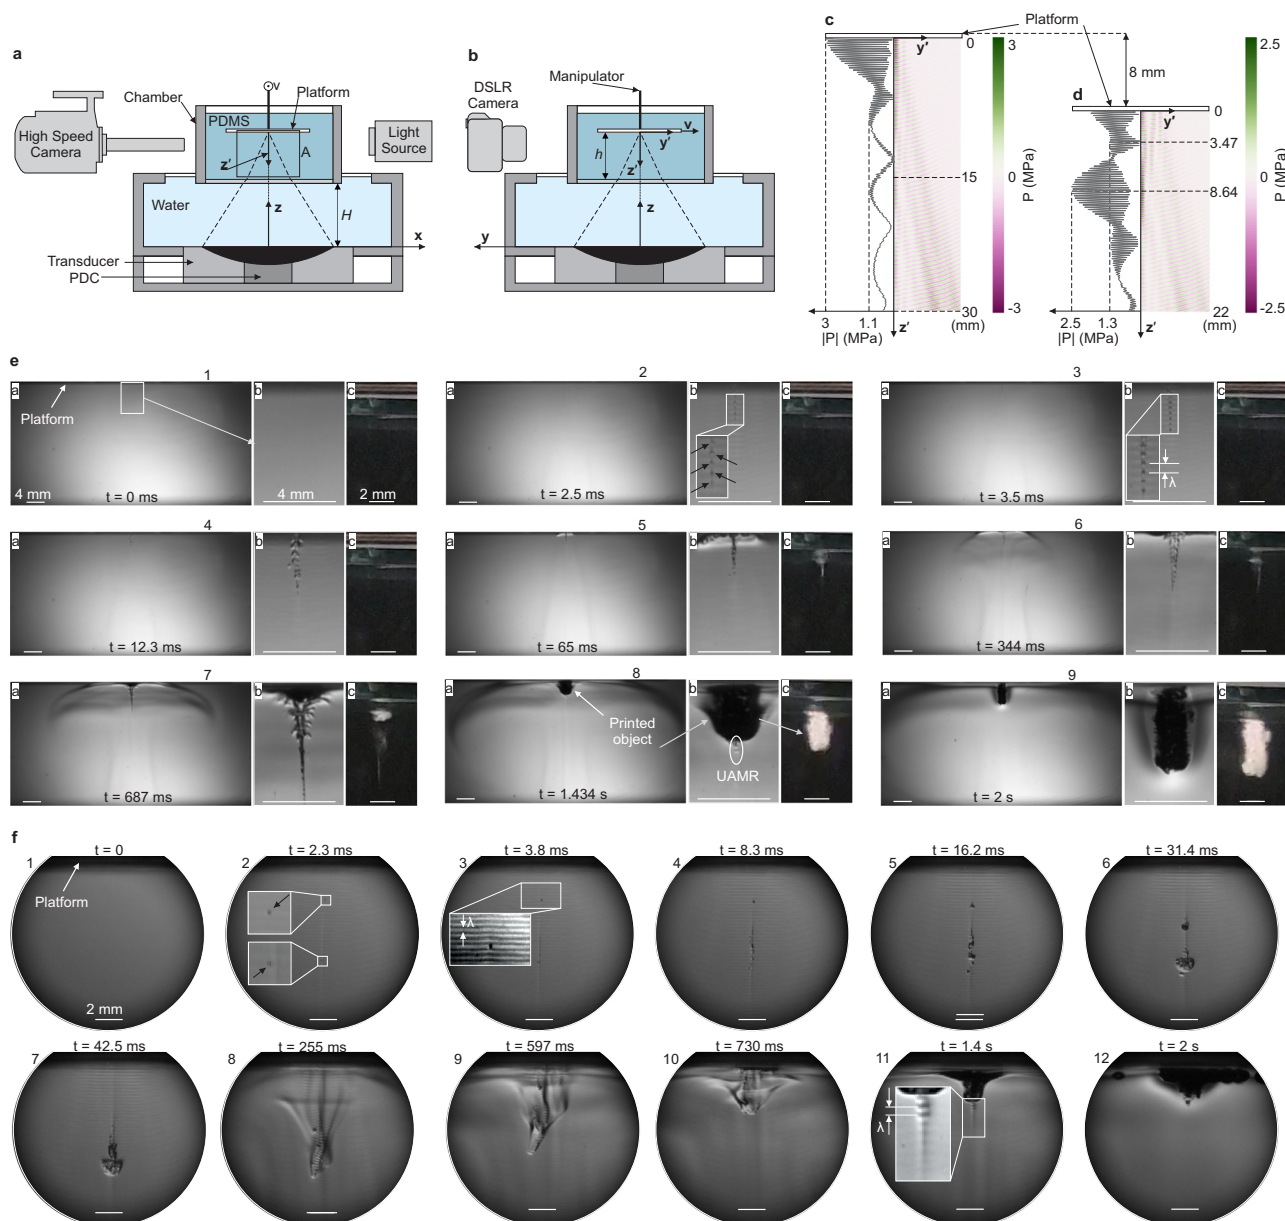 a
High Speed
Camera
Chamber
PDMS
v
Platform
A
z'
Light
Source
Water
z
H
x
Transducer
PDC
b
Manipulator
DSLR
Camera
v
y'
h
z'
z
y
c
Platform
y'
0
3
0
P (MPa)
-3
15
30
(mm)
3
1.1
|P| (MPa)
z'
8 mm
d
y'
0
3.47
8.64
22
(mm)
2.5
0
P (MPa)
-2.5
2.5
1.3
|P| (MPa)
z'
e
1
a
b
c
Platform
4 mm
t = 0 ms
4 mm
2 mm
2
a
b
c
t = 2.5 ms
3
a
b
c
λ
t = 3.5 ms
4
a
b
c
t = 12.3 ms
5
a
b
c
t = 65 ms
6
a
b
c
t = 344 ms
7
a
b
c
t = 687 ms
8
a
b
c
Printed
object
UAMR
t = 1.434 s
9
a
b
c
t = 2 s
f
1
t = 0
Platform
2 mm
2
t = 2.3 ms
3
t = 3.8 ms
λ
4
t = 8.3 ms
5
t = 16.2 ms
6
t = 31.4 ms
7
t = 42.5 ms
8
t = 255 ms
9
t = 597 ms
10
t = 730 ms
11
t = 1.4 s
λ
12
t = 2 s